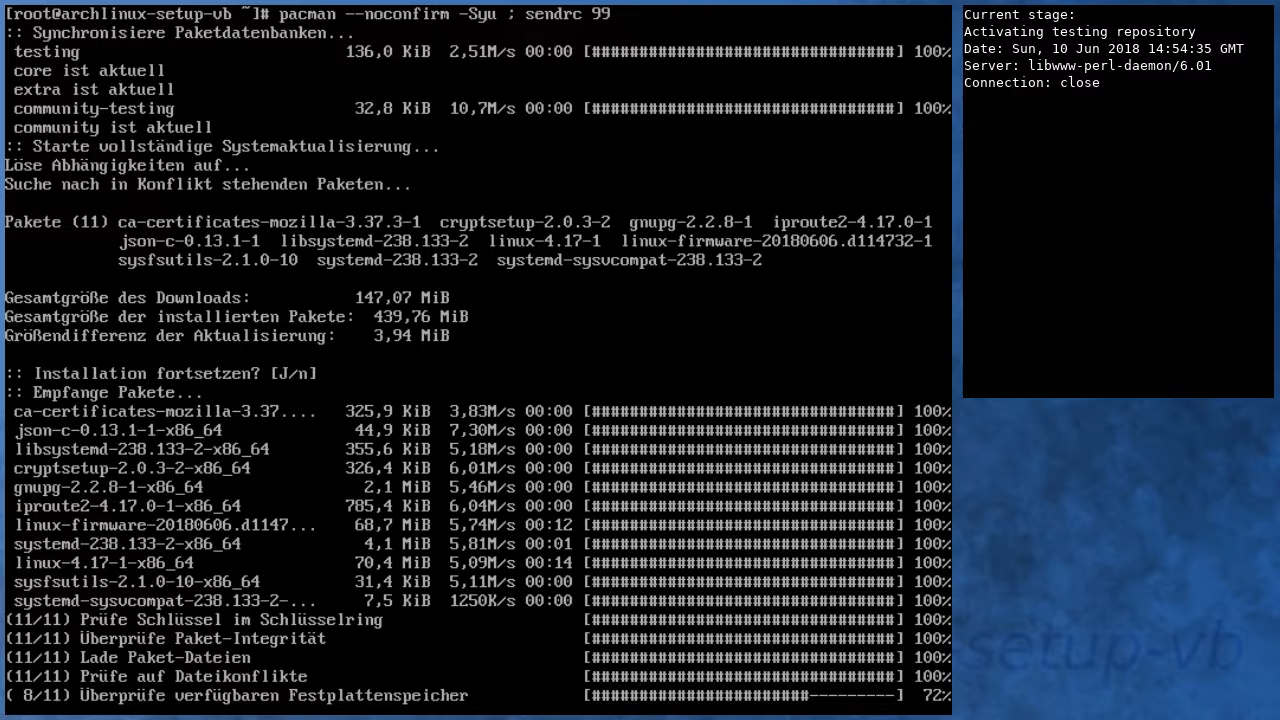 [root@archlinux-setup-vb ~]# pacman --noconfirm -Syu ; sendrc 99
:: Synchronisiere Paketdatenbanken...
testing 136,0 KiB 2,51M/s 00:00 [################################] 100%
core ist aktuell
extra ist aktuell
community-testing 32,8 KiB 10,7M/s 00:00 [################################] 100%
community ist aktuell
:: Starte vollständige Systemaktualisierung...
Löse Abhängigkeiten auf...
Suche nach in Konflikt stehenden Paketen...
Pakete (11) ca-certificates-mozilla-3.37.3-1 cryptsetup-2.0.3-2 gnupg-2.2.8-1 iproute2-4.17.0-1
json-c-0.13.1-1 libsystemd-238.133-2 linux-4.17-1 linux-firmware-20180606.d114732-1
sysfsutils-2.1.0-10 systemd-238.133-2 systemd-sysvcompat-238.133-2
Gesamtgröße des Downloads: 147,07 MiB
Gesamtgröße der installierten Pakete: 439,76 MiB
Größendifferenz der Aktualisierung: 3,94 MiB
:: Installation fortsetzen? [J/n]
:: Empfange Pakete...
ca-certificates-mozilla-3.37.... 325,9 KiB 3,83M/s 00:00 [################################] 100%
json-c-0.13.1-1-x86_64 44,9 KiB 7,30M/s 00:00 [################################] 100%
libsystemd-238.133-2-x86_64 355,6 KiB 5,18M/s 00:00 [################################] 100%
cryptsetup-2.0.3-2-x86_64 326,4 KiB 6,01M/s 00:00 [################################] 100%
gnupg-2.2.8-1-x86_64 2,1 MiB 5,46M/s 00:00 [################################] 100%
iproute2-4.17.0-1-x86_64 785,4 KiB 6,04M/s 00:00 [################################] 100%
linux-firmware-20180606.d1147... 68,7 MiB 5,74M/s 00:12 [################################] 100%
systemd-238.133-2-x86_64 4,1 MiB 5,81M/s 00:01 [################################] 100%
linux-4.17-1-x86_64 70,4 MiB 5,09M/s 00:14 [################################] 100%
sysfsutils-2.1.0-10-x86_64 31,4 KiB 5,11M/s 00:00 [################################] 100%
systemd-sysvcompat-238.133-2-... 7,5 KiB 1250K/s 00:00 [################################] 100%
(11/11) Prüfe Schlüssel im Schlüsselring [################################] 100%
(11/11) Überprüfe Paket-Integrität [################################] 100%
(11/11) Lade Paket-Dateien [################################] 100%
(11/11) Prüfe auf Dateikonflikte [################################] 100%
( 8/11) Überprüfe verfügbaren Festplattenspeicher [#######################---------] 72%
Current stage:
Activating testing repository
Date: Sun, 10 Jun 2018 14:54:35 GMT
Server: libwww-perl-daemon/6.01
Connection: close
setup-vb